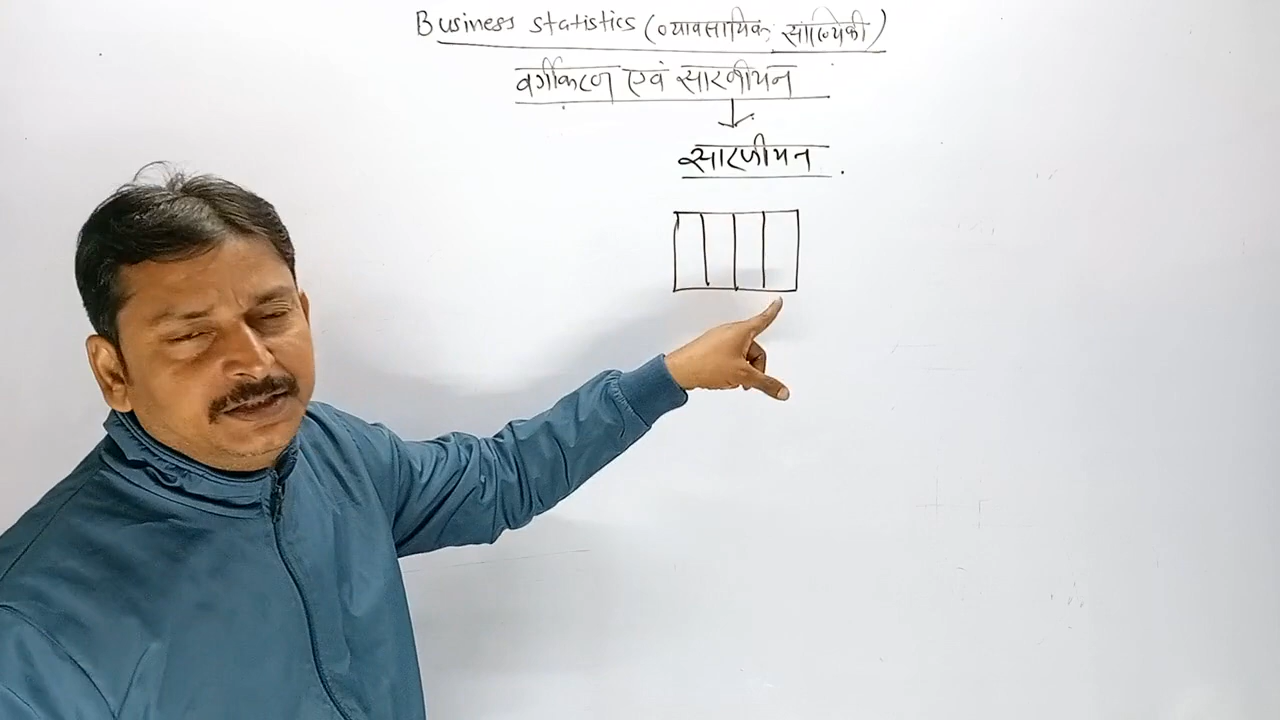 Business statistics (व्यावसायिक सांख्यिकी)
वर्गीकरण एवं सारणीयन
सारणीयन